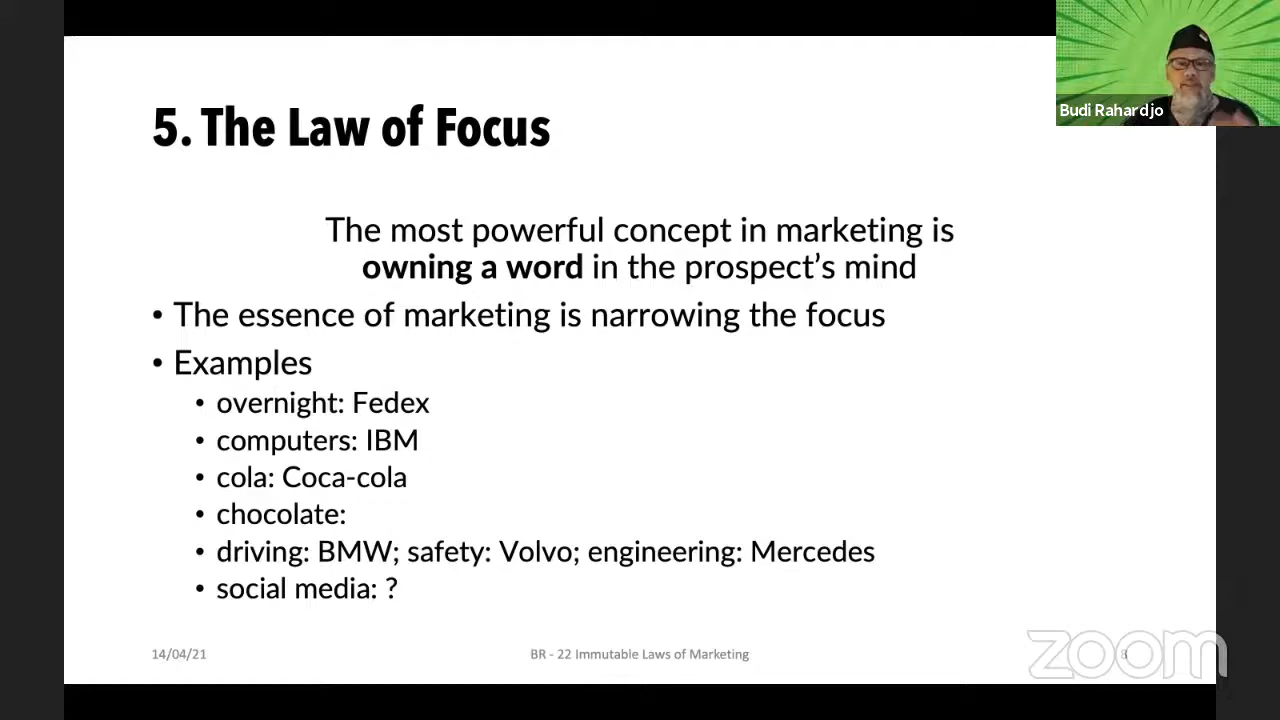 Budi Rahardjo
5. The Law of Focus
The most powerful concept in marketing is
owning a word in the prospect’s mind
• The essence of marketing is narrowing the focus
• Examples
• overnight: Fedex
• computers: IBM
• cola: Coca-cola
• chocolate:
• driving: BMW; safety: Volvo; engineering: Mercedes
• social media: ?
14/04/21
BR - 22 Immutable Laws of Marketing
8
zoom